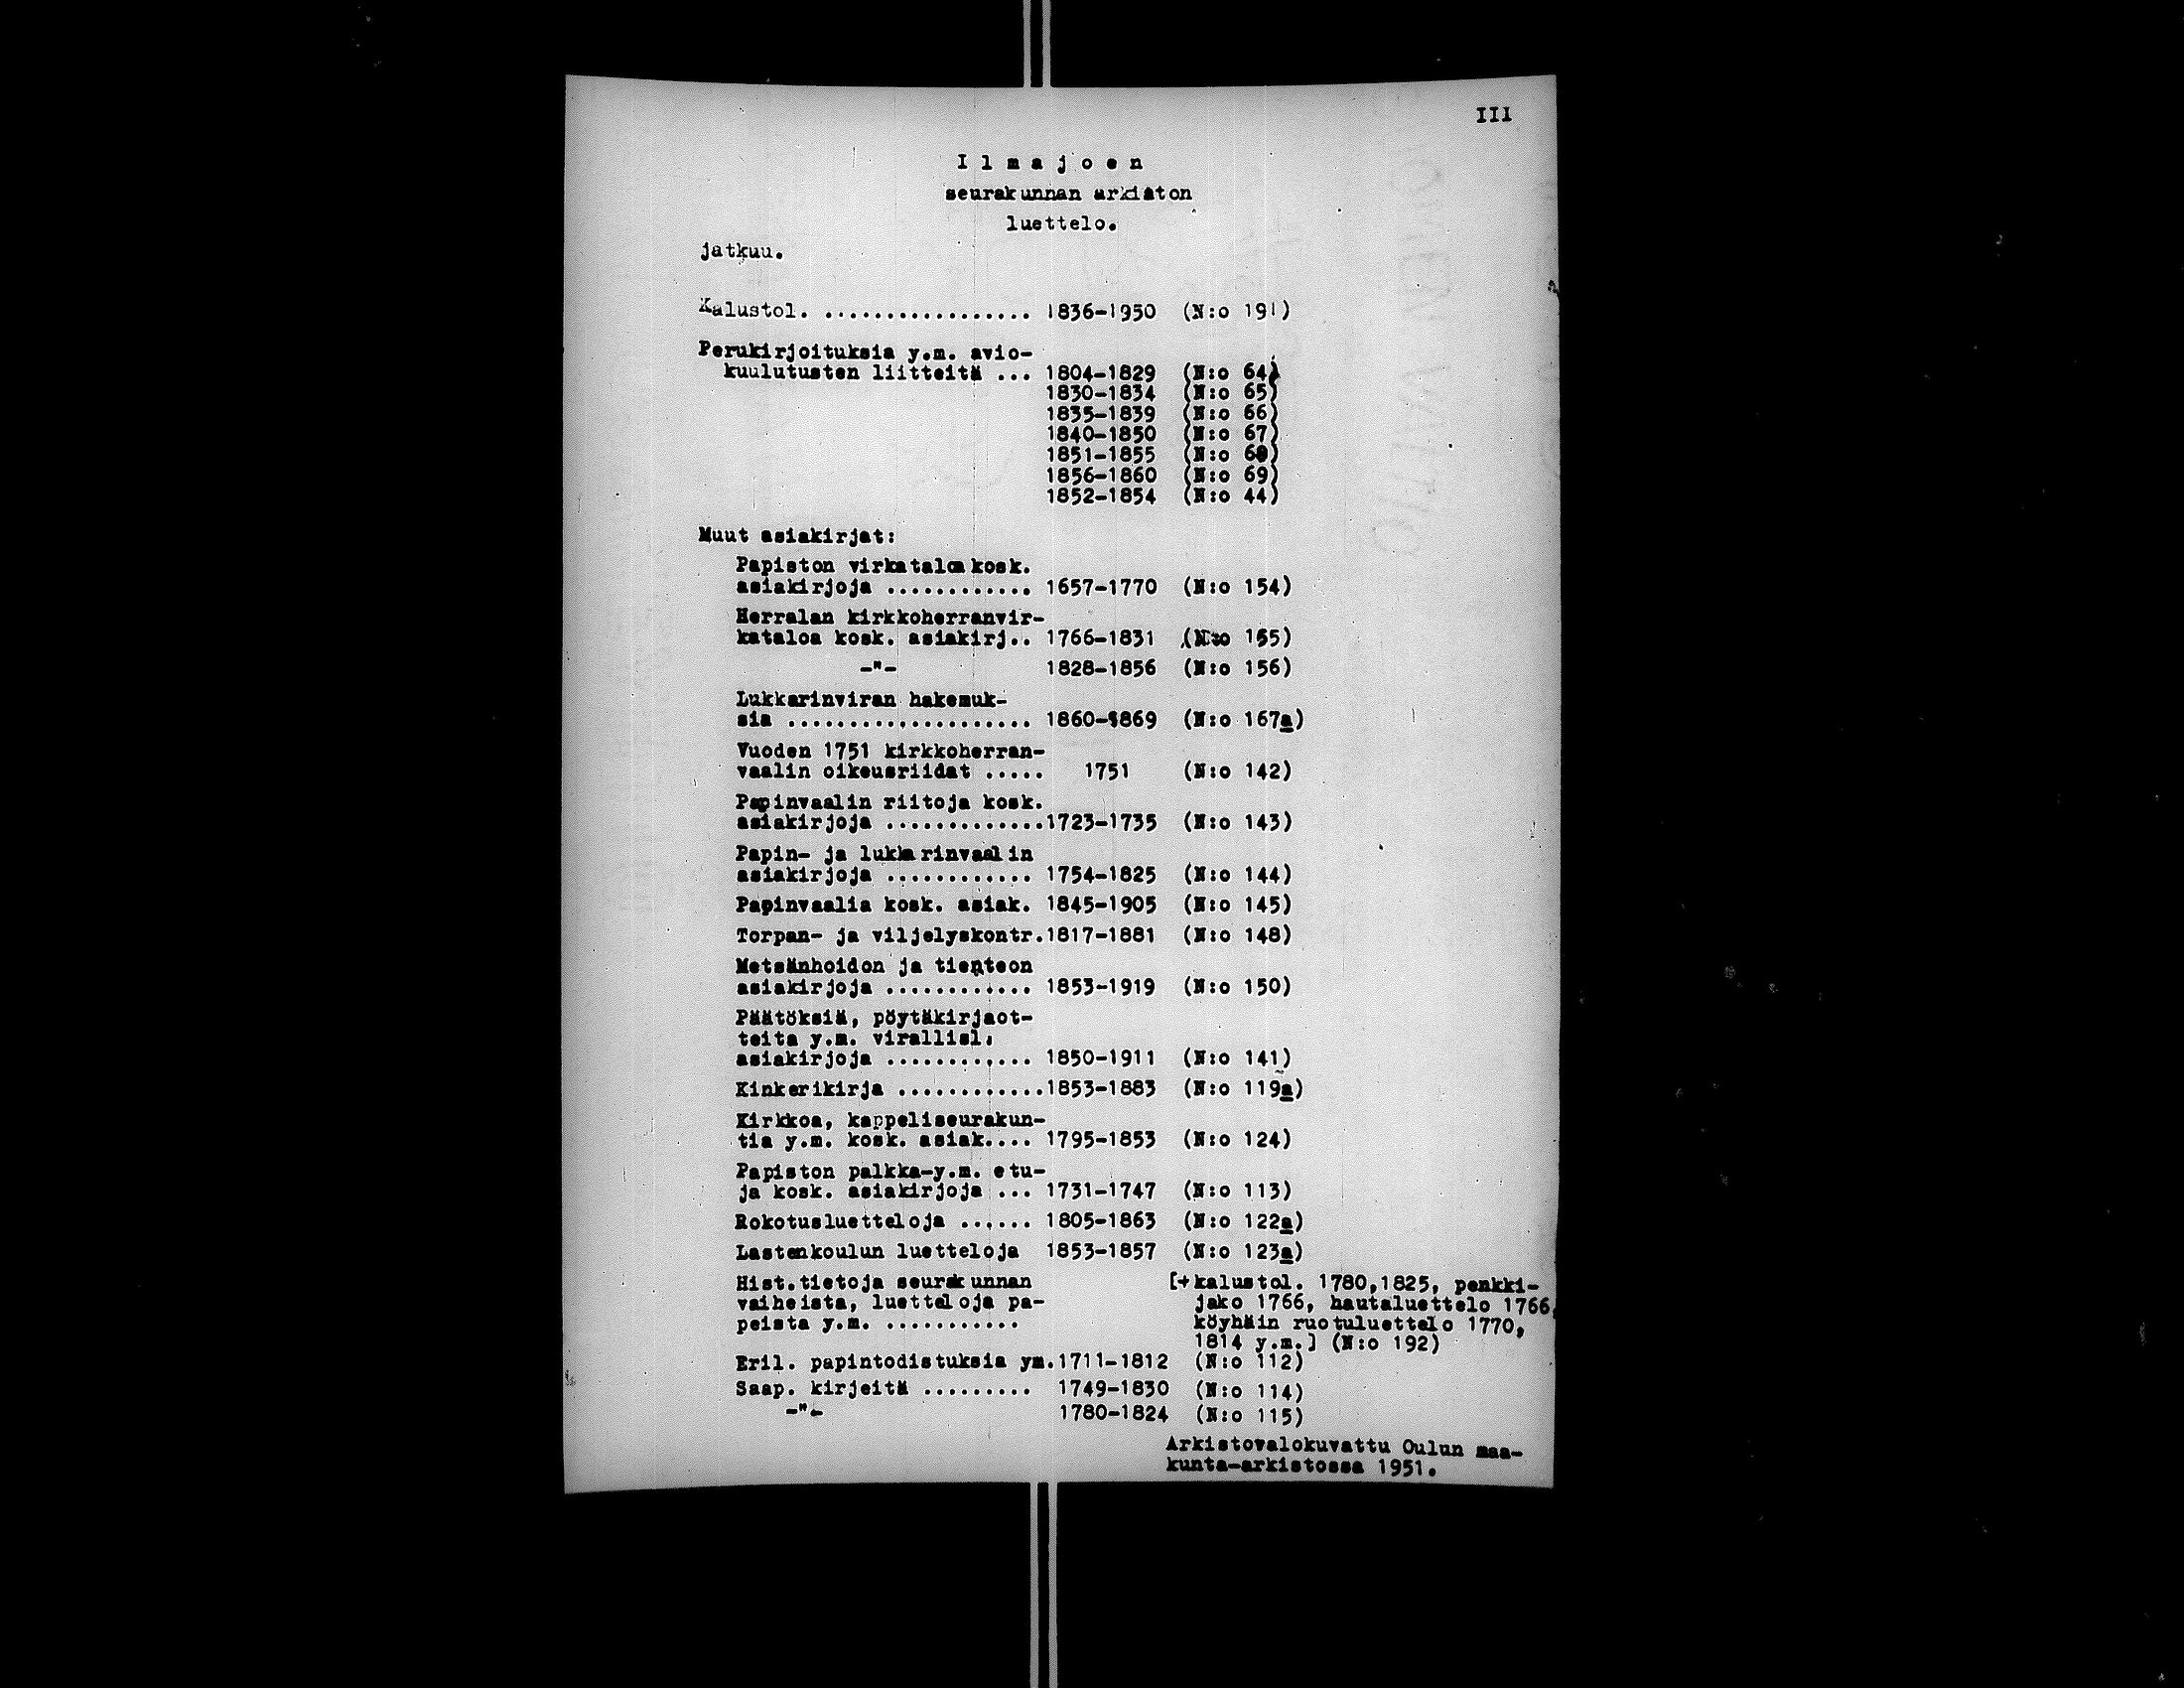 III
Ilmajoen
seurakunnan arkiston
luettelo.
jatkuu.
Kalustol. ................. 1836-1950 (N:o 191)
Perukirjoituksia y.m. avio-
kuulutusten liitteitä ... 1804-1829 (N:o 64)
1830-1834 (N:o 65)
1835-1839 (N:o 66)
1840-1850 (N:o 67)
1851-1855 (N:o 68)
1856-1860 (N:o 69)
1852-1854 (N:o 44)
Muut asiakirjat:
Papiston virkataloa kosk.
asiakirjoja ............ 1657-1770 (N:o 154)
Herralan kirkkoherranvir-
kataloa kosk. asiakirj.. 1766-1831 (N:o 155)
-"- 1828-1856 (N:o 156)
Lukkarinviran hakemuk-
sia .................... 1860-1869 (N:o 167a)
Vuoden 1751 kirkkoherran-
vaalin oikeusriidat ..... 1751 (N:o 142)
Papinvaalin riitoja kosk.
asiakirjoja .............1723-1735 (N:o 143)
Papin- ja lukkarinvaalin
asiakirjoja ............ 1754-1825 (N:o 144)
Papinvaalia kosk. asiak. 1845-1905 (N:o 145)
Torpan- ja viljelyskontr.1817-1881 (N:o 148)
Metsänhoidon ja tienteon
asiakirjoja ............ 1853-1919 (N:o 150)
Päätöksiä, pöytäkirjaot-
teita y.m. virallisl.
asiakirjoja ............ 1850-1911 (N:o 141)
Kinkerikirja ............1853-1883 (N:o 119a)
Kirkkoa, kappeliseurakun-
tia y.m. kosk. asiak.... 1795-1853 (N:o 124)
Papiston palkka-y.m. etu-
ja kosk. asiakirjoja ... 1731-1747 (N:o 113)
Rokotusluetteloja ...... 1805-1863 (N:o 122a)
Lastenkoulun luetteloja 1853-1857 (N:o 123a)
Hist.tietoja seurakunnan [+kalustol. 1780,1825, penkki-
vaiheista, luetteloja pa- jako 1766, hautaluettelo 1766,
peista y.m. ........... köyhäin ruotuluettelo 1770,
1814 y.m.] (N:o 192)
Eril. papintodistuksia ym.1711-1812 (N:o 112)
Saap. kirjeitä ......... 1749-1830 (N:o 114)
-"- 1780-1824 (N:o 115)
Arkistovalokuvattu Oulun maa-
kunta-arkistossa 1951.